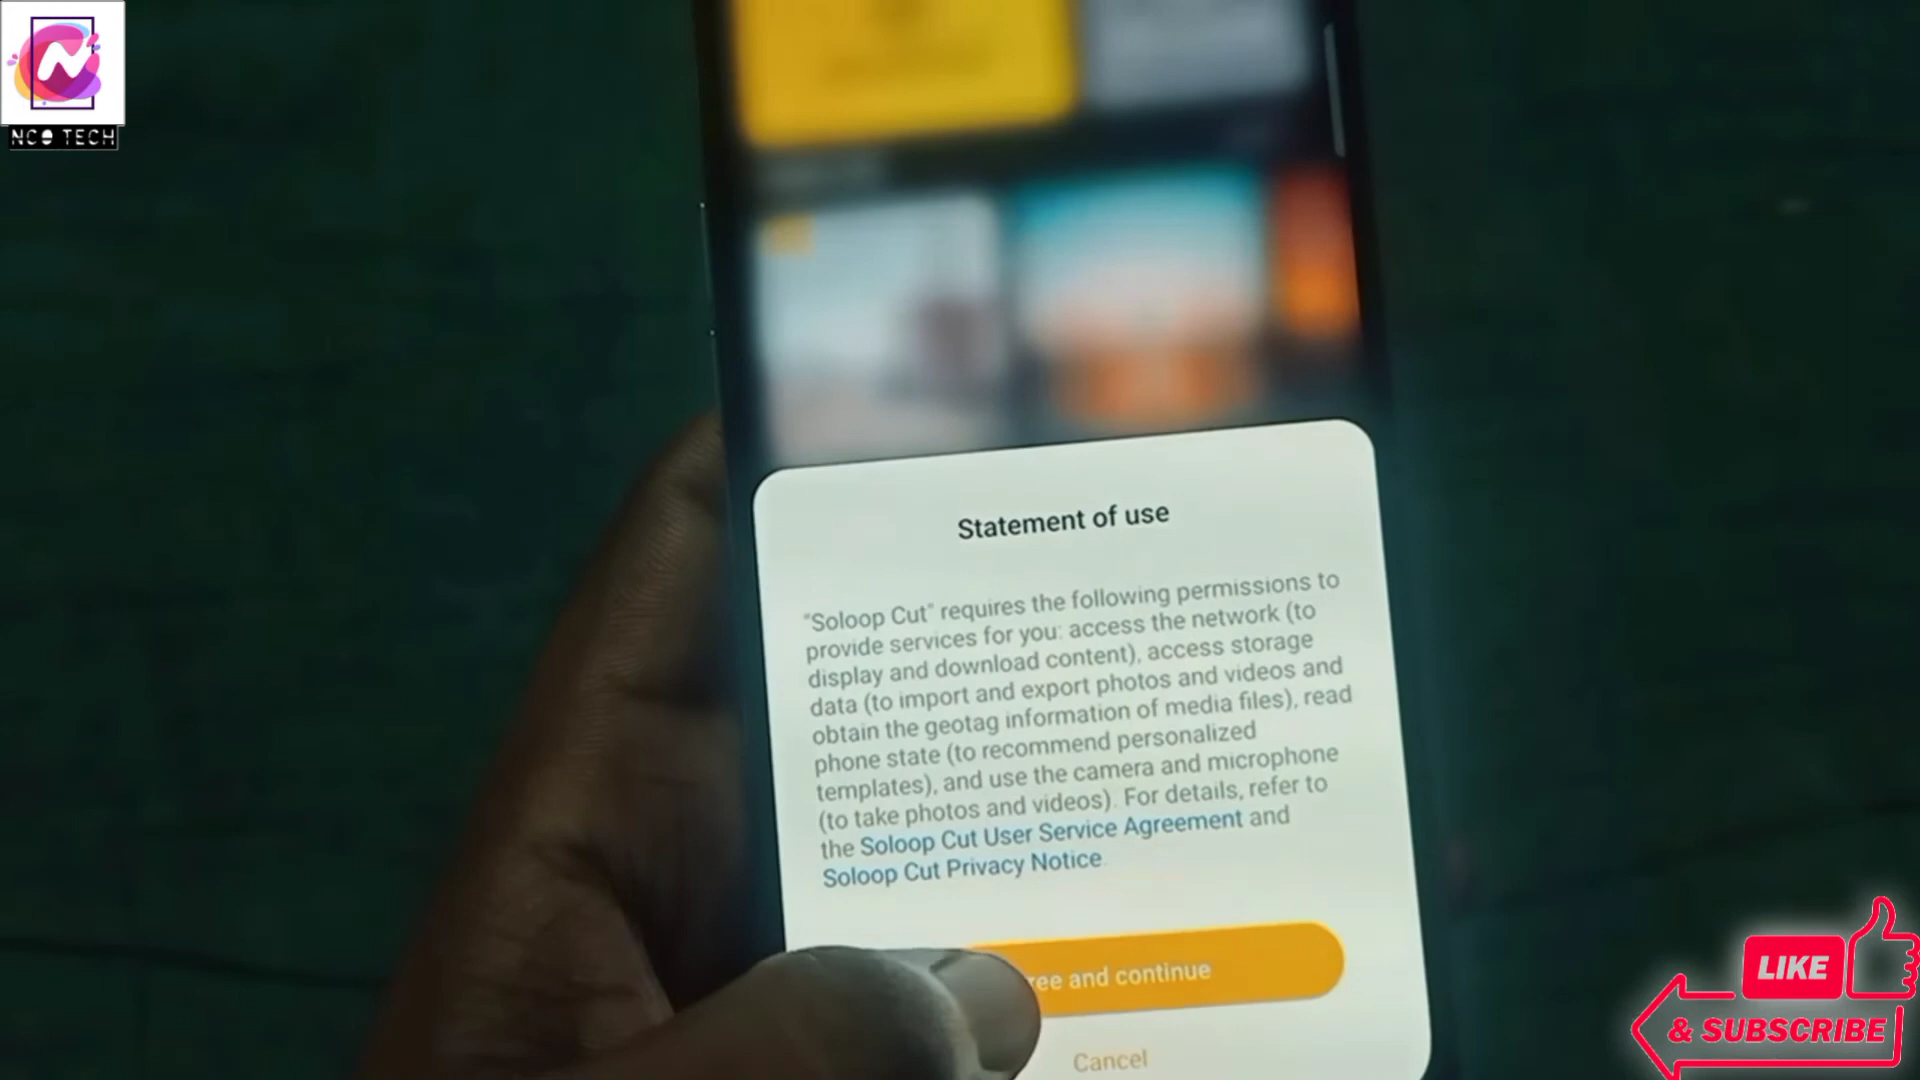 NCO TECH
Statement of use
"Soloop Cut" requires the following permissions to
provide services for you: access the network (to
display and download content), access storage
data (to import and export photos and videos and
obtain the geotag information of media files), read
phone state (to recommend personalized
templates), and use the camera and microphone
(to take photos and videos). For details, refer to
the Soloop Cut User Service Agreement and
Soloop Cut Privacy Notice.
ree and continue
Cancel
LIKE
& SUBSCRIBE